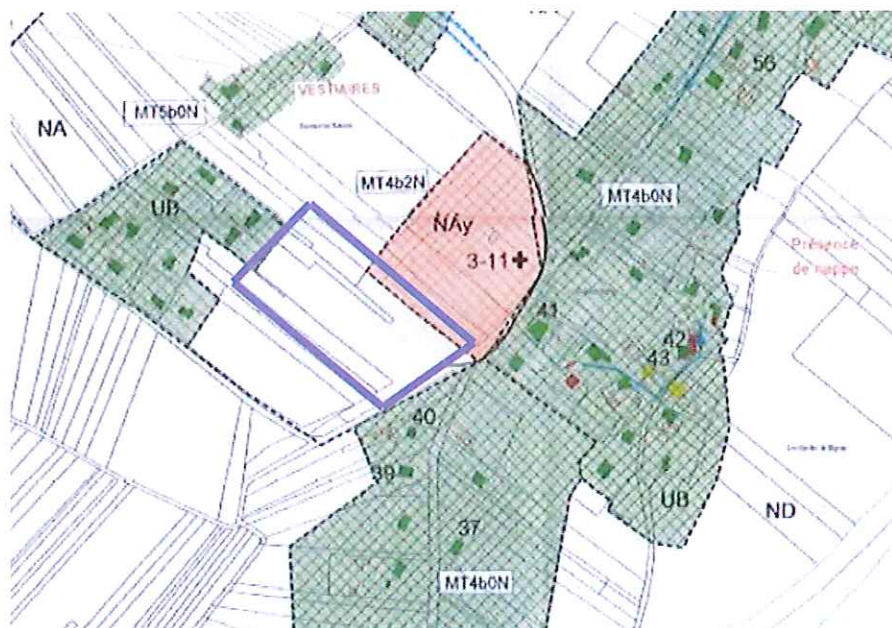 56
VESTIAIRES
MT5b0N
NA
MT4b2N
MT4b0N
UB
NAy
3-11
Présence
de nappe
41
42
43
40
39
UB
ND
37
MT4b0N